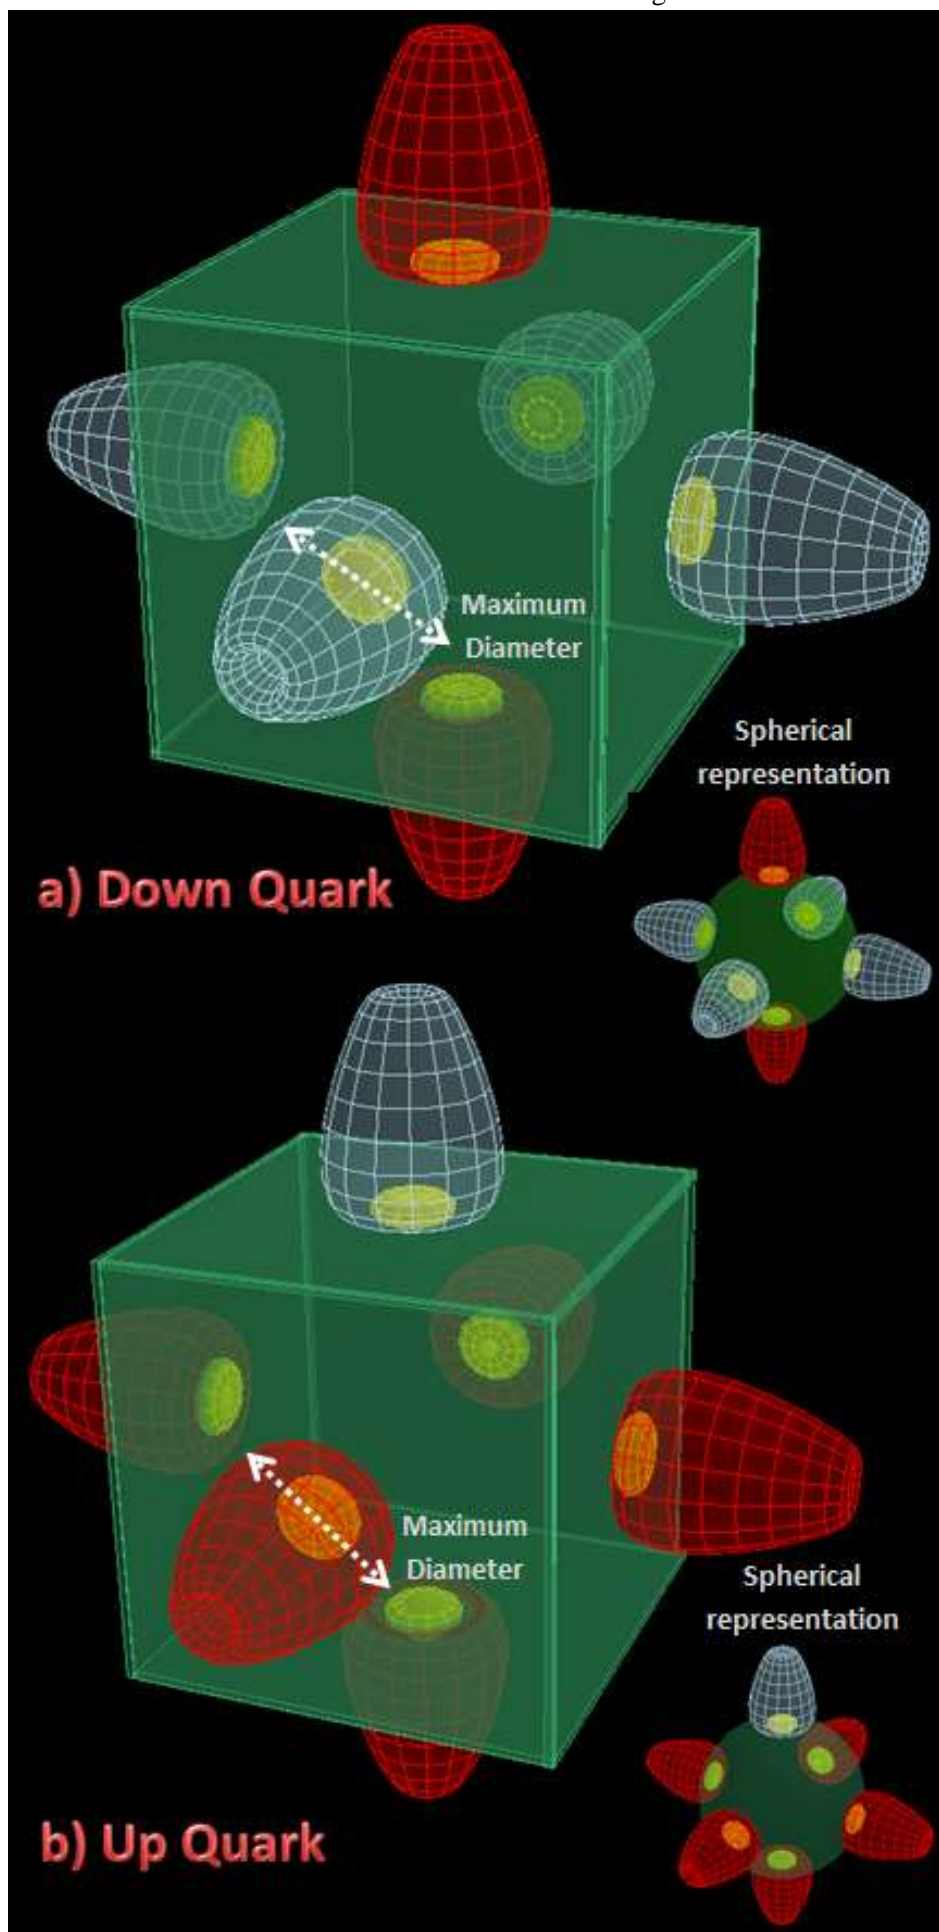 Maximum
Diameter
Spherical
representation
a) Down Quark
Maximum
Diameter
Spherical
representation
b) Up Quark